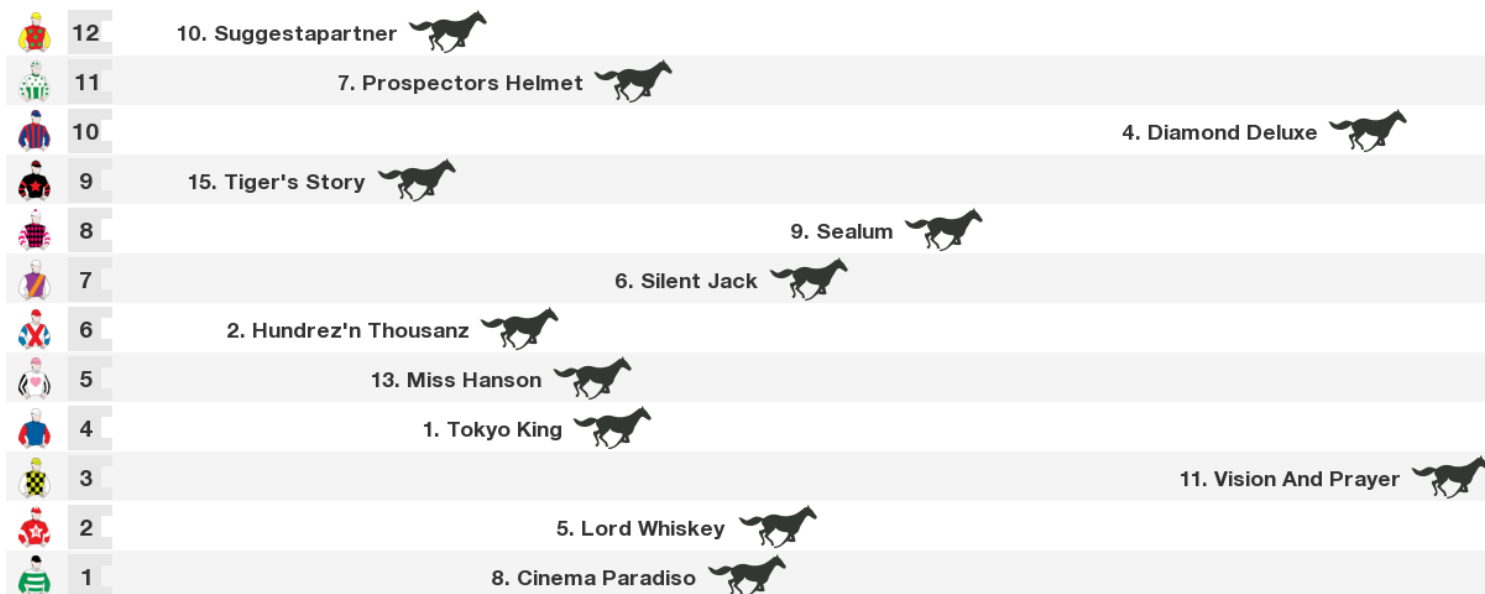 12 10. Suggestapartner
11 7. Prospectors Helmet
10 4. Diamond Deluxe
9 15. Tiger's Story
8 9. Sealum
7 6. Silent Jack
6 2. Hundrez'n Thousanz
5 13. Miss Hanson
4 1. Tokyo King
3 11. Vision And Prayer
2 5. Lord Whiskey
1 8. Cinema Paradiso